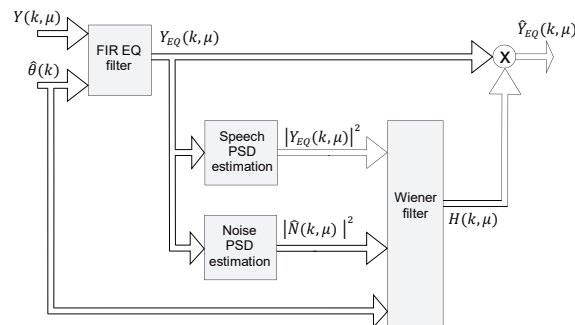 Y(k,μ)
θ̂(k)
FIR EQ
filter
Y_EQ(k,μ)
X
Ŷ_EQ(k,μ)
Speech
PSD
estimation
|Y_EQ(k,μ)|²
Noise
PSD
estimation
|N̂(k,μ) |²
Wiener
filter
H(k,μ)